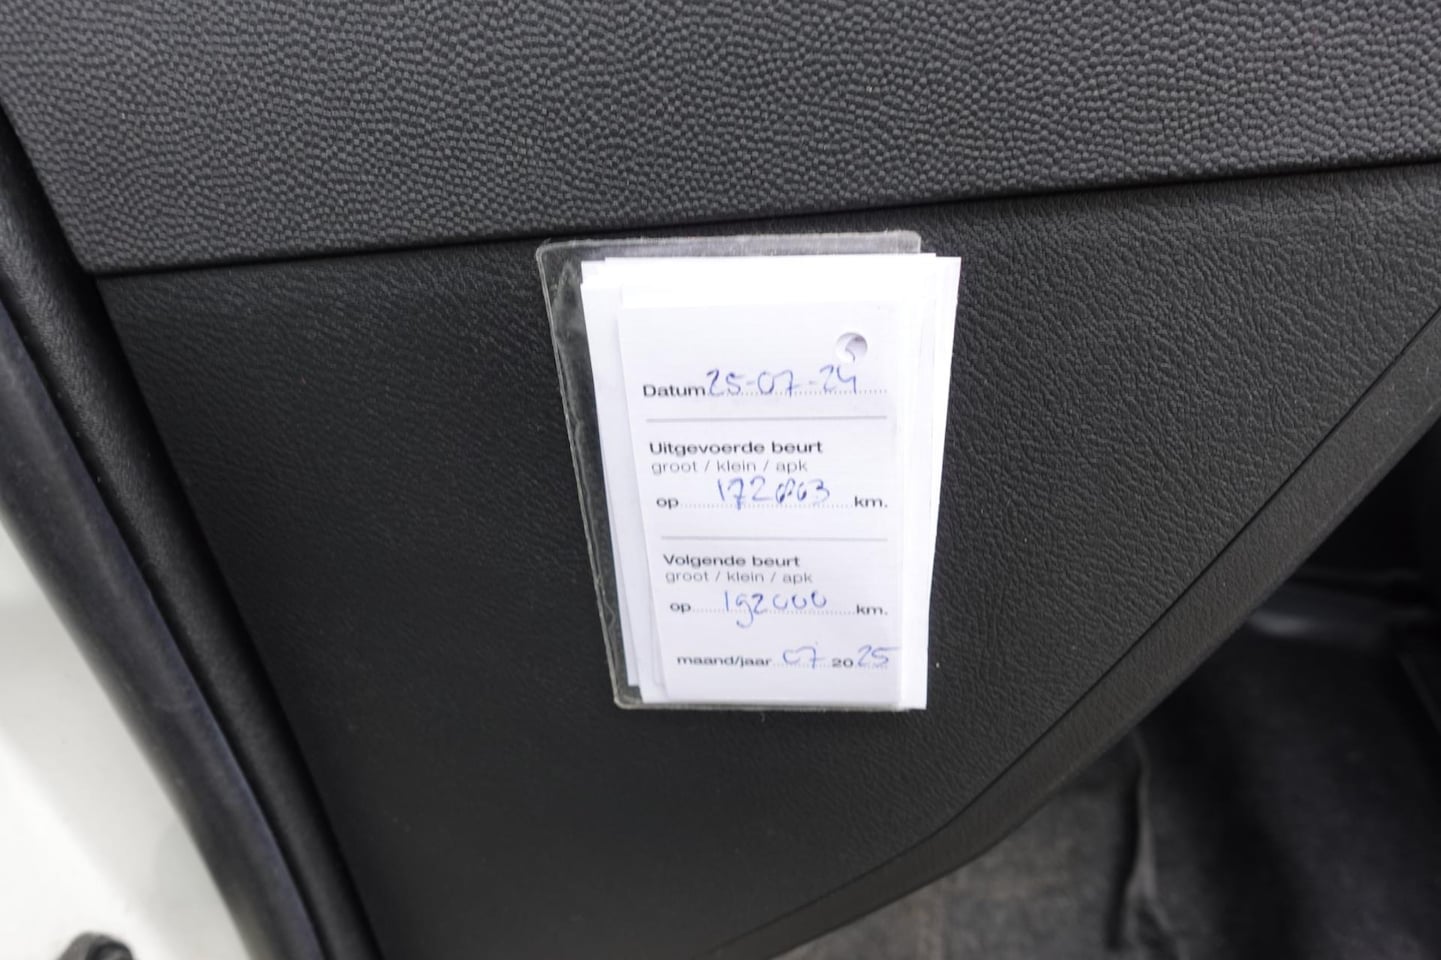 Datum 25-07-24
Uitgevoerde beurt
groot / klein / apk
op 172863 km.
Volgende beurt
groot / klein / apk
op 192000 km.
maand/jaar 07 2025